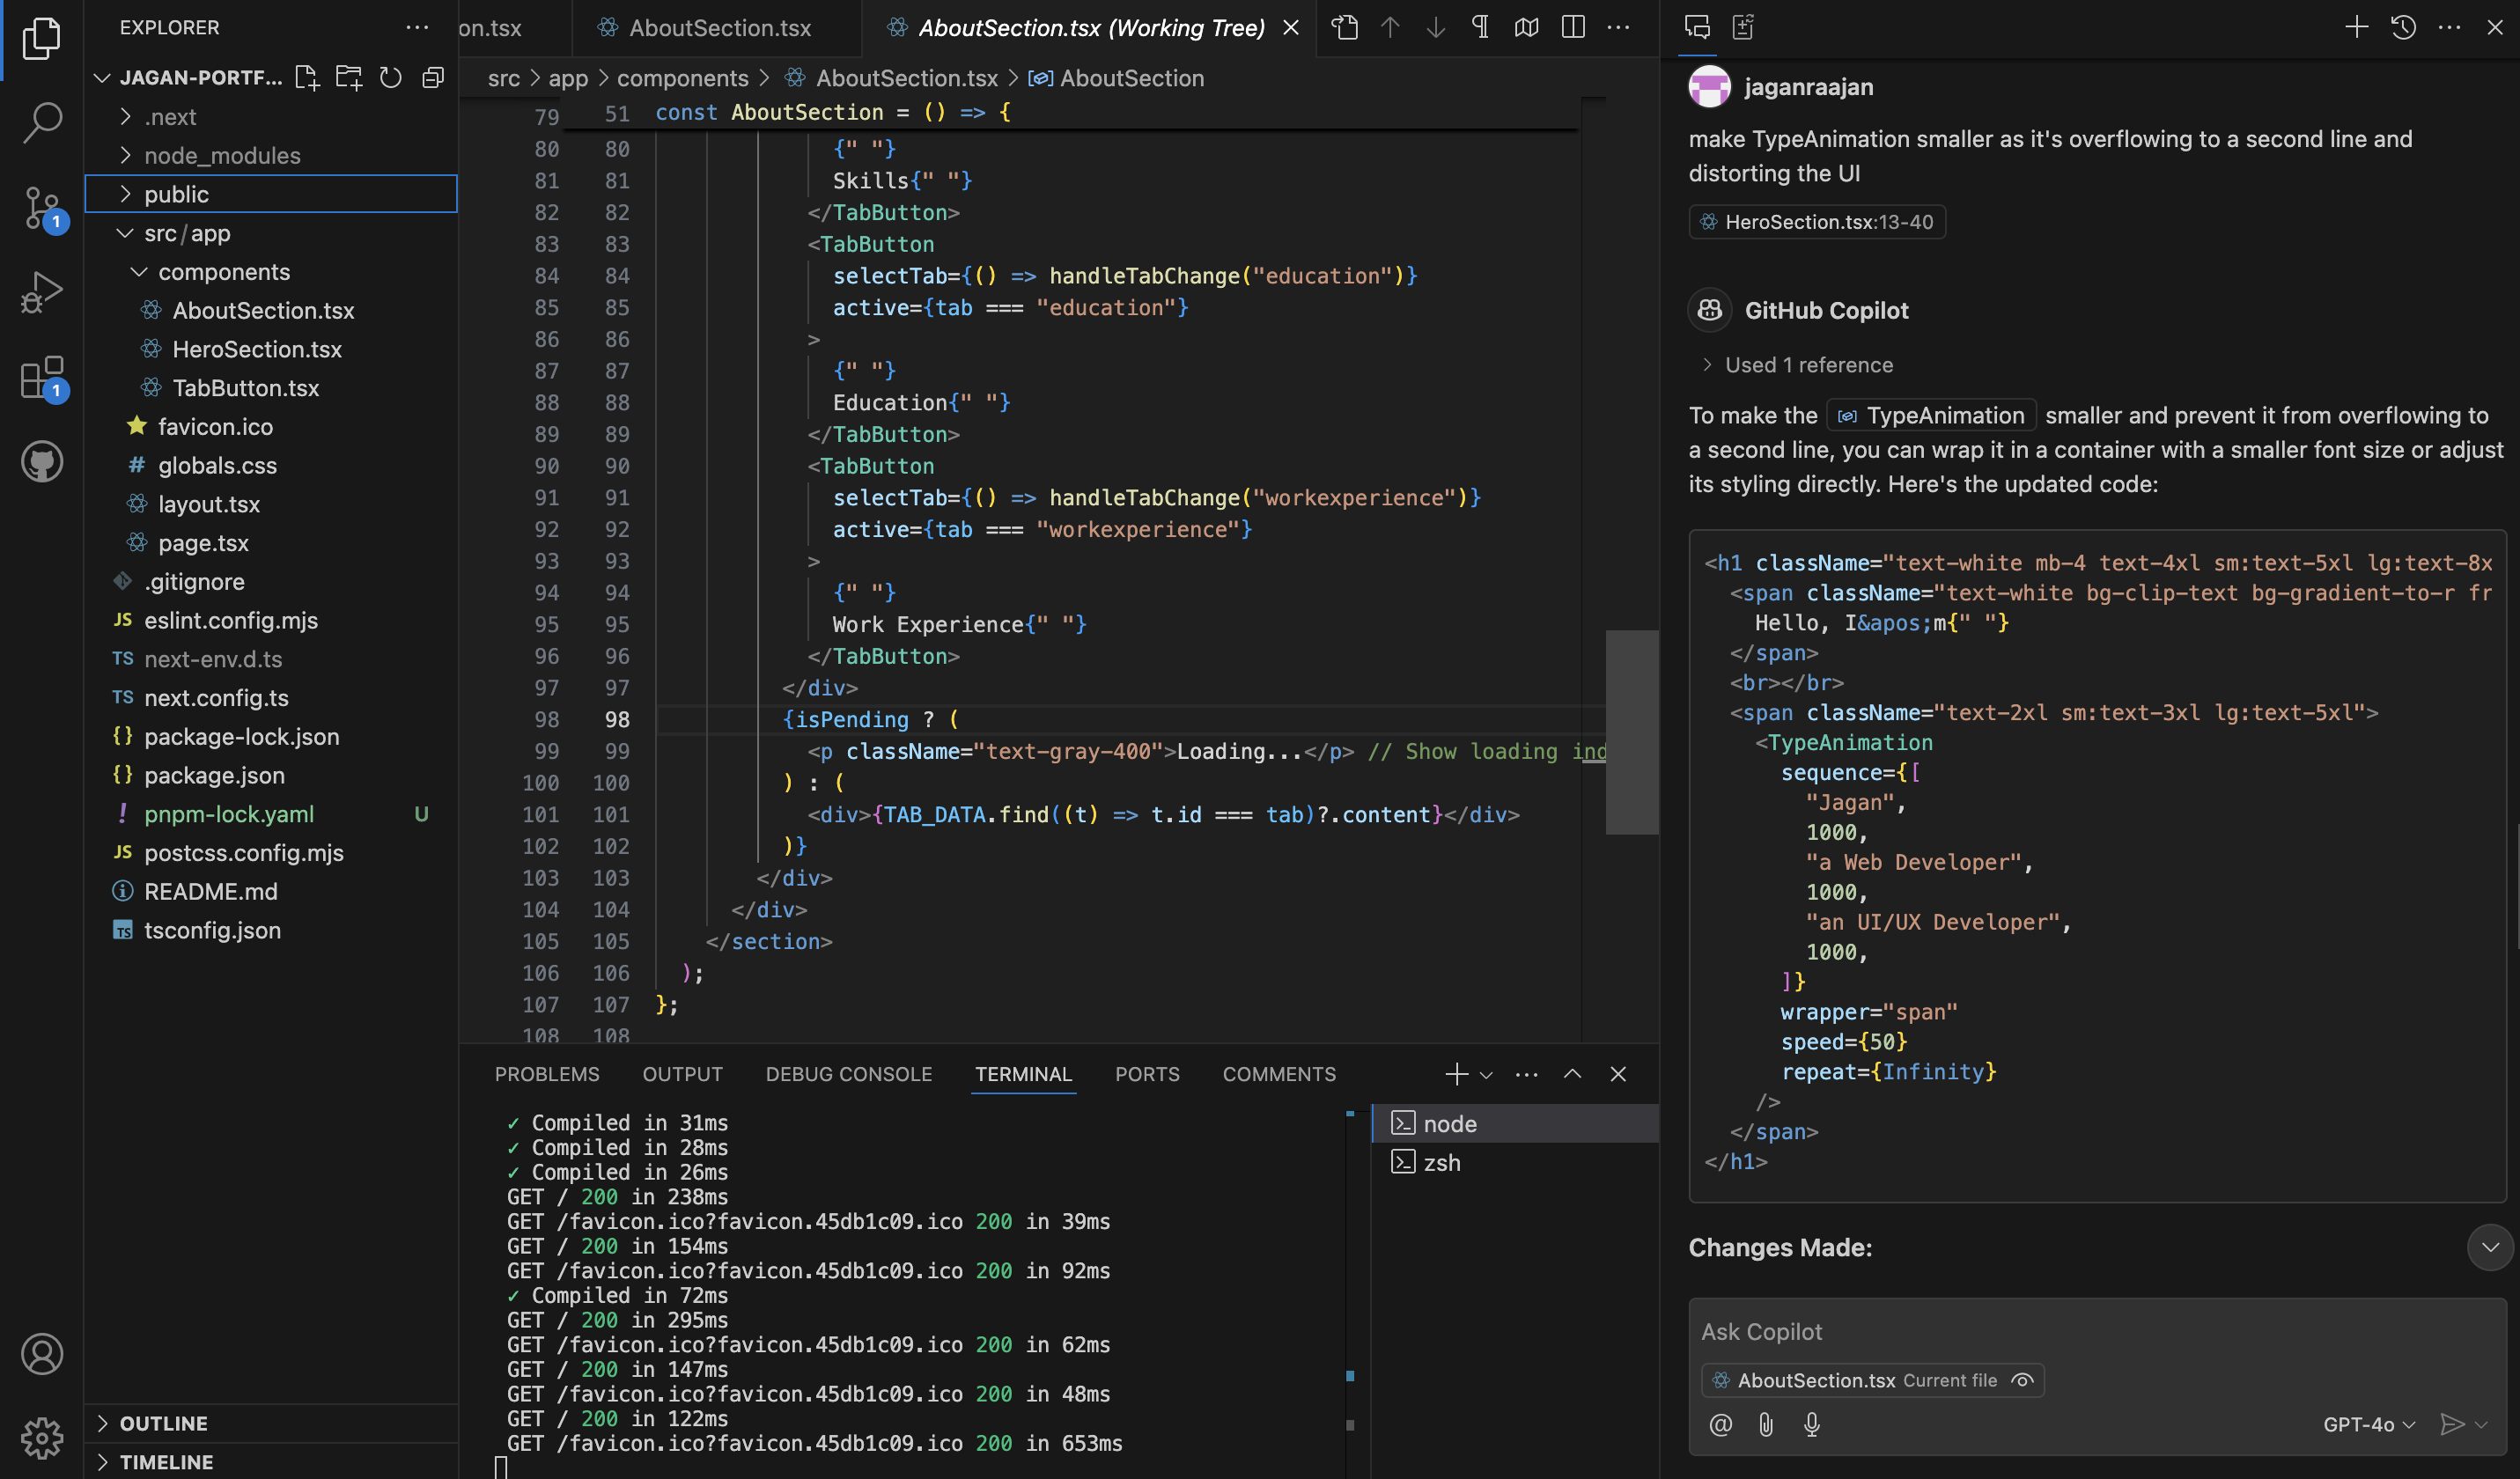 EXPLORER
JAGAN-PORTF...
.next
node_modules
public
src/app
components
AboutSection.tsx
HeroSection.tsx
TabButton.tsx
favicon.ico
# globals.css
layout.tsx
page.tsx
.gitignore
JS eslint.config.mjs
TS next-env.d.ts
TS next.config.ts
{} package-lock.json
{} package.json
! pnpm-lock.yaml U
JS postcss.config.mjs
README.md
TS tsconfig.json
OUTLINE
TIMELINE
1
1
on.tsx
AboutSection.tsx
AboutSection.tsx (Working Tree)
src > app > components > AboutSection.tsx > AboutSection
79 51 const AboutSection = () => {
80 80 {" "}
81 81 Skills{" "}
82 82 </TabButton>
83 83 <TabButton
84 84 selectTab={() => handleTabChange("education")}
85 85 active={tab === "education"}
86 86 >
87 87 {" "}
88 88 Education{" "}
89 89 </TabButton>
90 90 <TabButton
91 91 selectTab={() => handleTabChange("workexperience")}
92 92 active={tab === "workexperience"}
93 93 >
94 94 {" "}
95 95 Work Experience{" "}
96 96 </TabButton>
97 97 </div>
98 98 {isPending ? (
99 99 <p className="text-gray-400">Loading...</p> // Show loading ind
100 100 ) : (
101 101 <div>{TAB_DATA.find((t) => t.id === tab)?.content}</div>
102 102 )}
103 103 </div>
104 104 </div>
105 105 </section>
106 106 );
107 107 };
108 108
PROBLEMS OUTPUT DEBUG CONSOLE TERMINAL PORTS COMMENTS
✓ Compiled in 31ms
✓ Compiled in 28ms
✓ Compiled in 26ms
GET / 200 in 238ms
GET /favicon.ico?favicon.45db1c09.ico 200 in 39ms
GET / 200 in 154ms
GET /favicon.ico?favicon.45db1c09.ico 200 in 92ms
✓ Compiled in 72ms
GET / 200 in 295ms
GET /favicon.ico?favicon.45db1c09.ico 200 in 62ms
GET / 200 in 147ms
GET /favicon.ico?favicon.45db1c09.ico 200 in 48ms
GET / 200 in 122ms
GET /favicon.ico?favicon.45db1c09.ico 200 in 653ms
node
zsh
jaganraajan
make TypeAnimation smaller as it's overflowing to a second line and
distorting the UI
HeroSection.tsx:13-40
GitHub Copilot
Used 1 reference
To make the TypeAnimation smaller and prevent it from overflowing to
a second line, you can wrap it in a container with a smaller font size or adjust
its styling directly. Here's the updated code:
<h1 className="text-white mb-4 text-4xl sm:text-5xl lg:text-8x
<span className="text-white bg-clip-text bg-gradient-to-r fr
Hello, I&apos;m{" "}
</span>
<br></br>
<span className="text-2xl sm:text-3xl lg:text-5xl">
<TypeAnimation
sequence={[
"Jagan",
1000,
"a Web Developer",
1000,
"an UI/UX Developer",
1000,
]}
wrapper="span"
speed={50}
repeat={Infinity}
/>
</span>
</h1>
Changes Made:
Ask Copilot
AboutSection.tsx Current file
@
GPT-4o